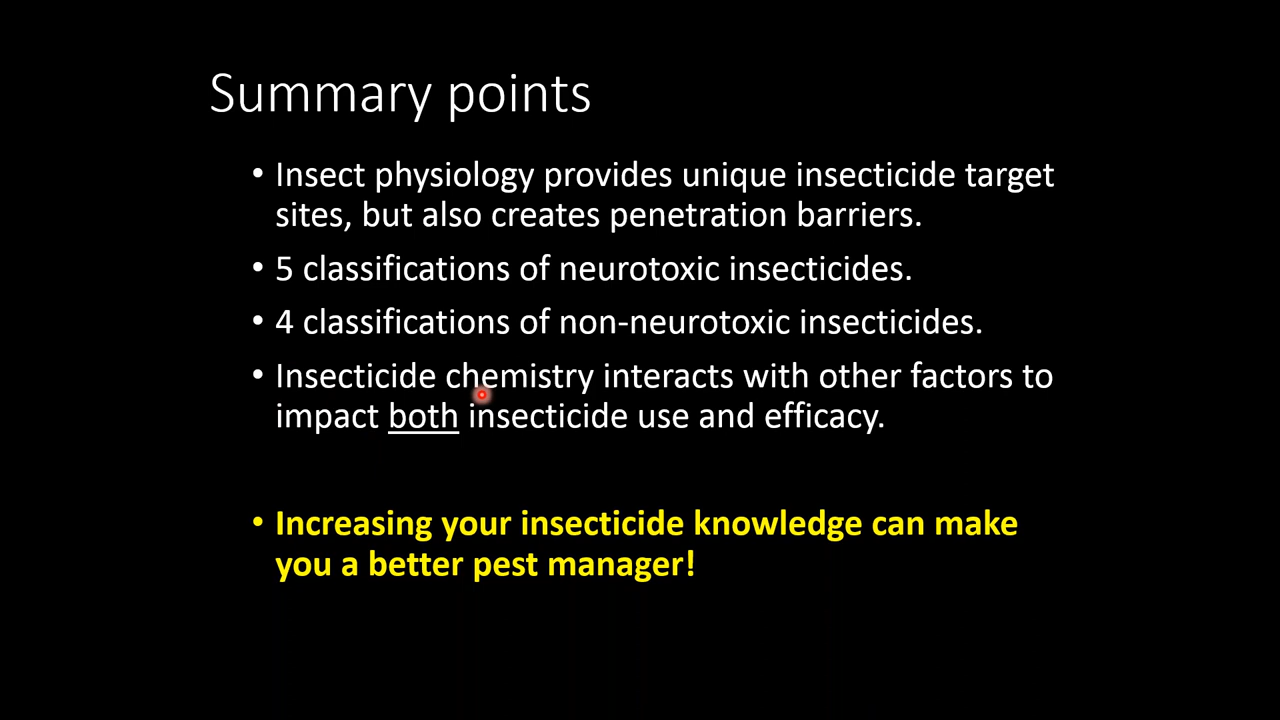 Summary points
• Insect physiology provides unique insecticide target
sites, but also creates penetration barriers.
• 5 classifications of neurotoxic insecticides.
• 4 classifications of non-neurotoxic insecticides.
• Insecticide chemistry interacts with other factors to
impact both insecticide use and efficacy.
• Increasing your insecticide knowledge can make
you a better pest manager!